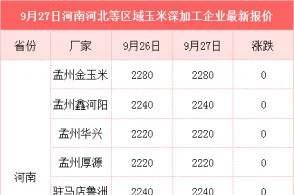 9月27日河南河北等区域玉米深加工企业最新报价
省份 厂家 9月26日 9月27日 涨跌
孟州金玉米 2280 2280 0
孟州鑫河阳 2240 2240 0
孟州华兴 2220 2220 0
孟州厚源 2220 2220 0
河南
驻马店鲁洲 2240 2240 0